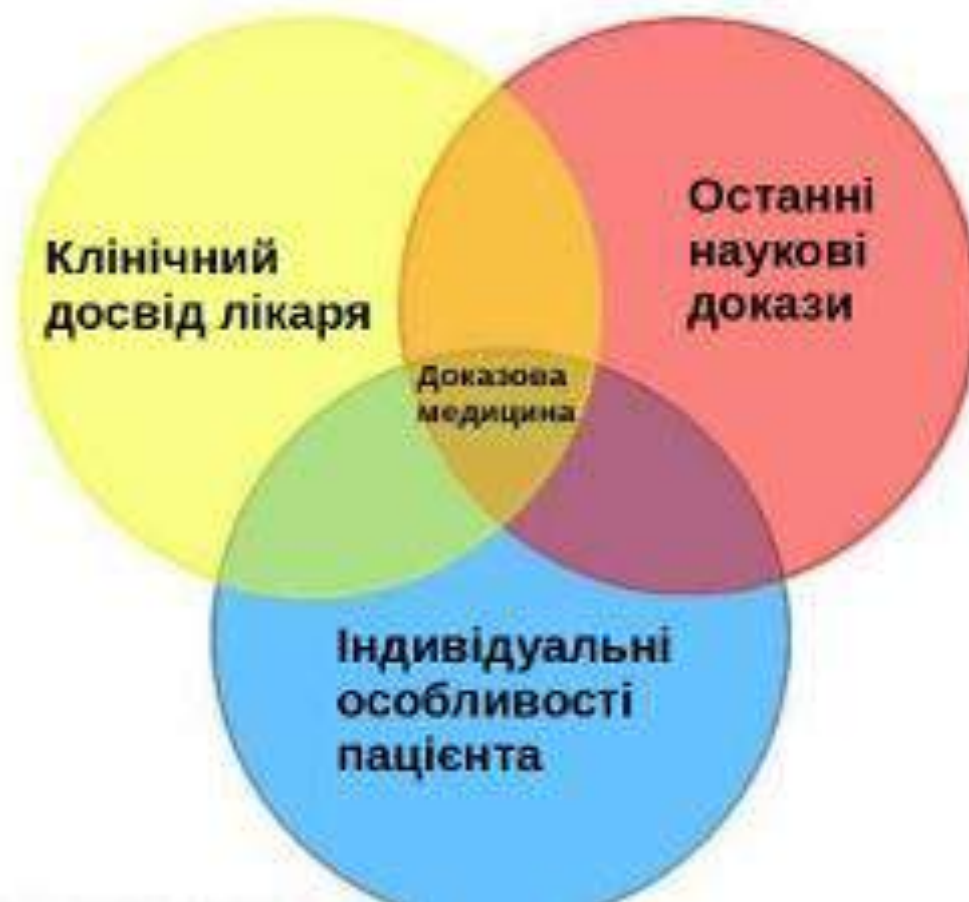 Клінічний
досвід лікаря
Останні
наукові
докази
Доказова
медицина
Індивідуальні
особливості
пацієнта